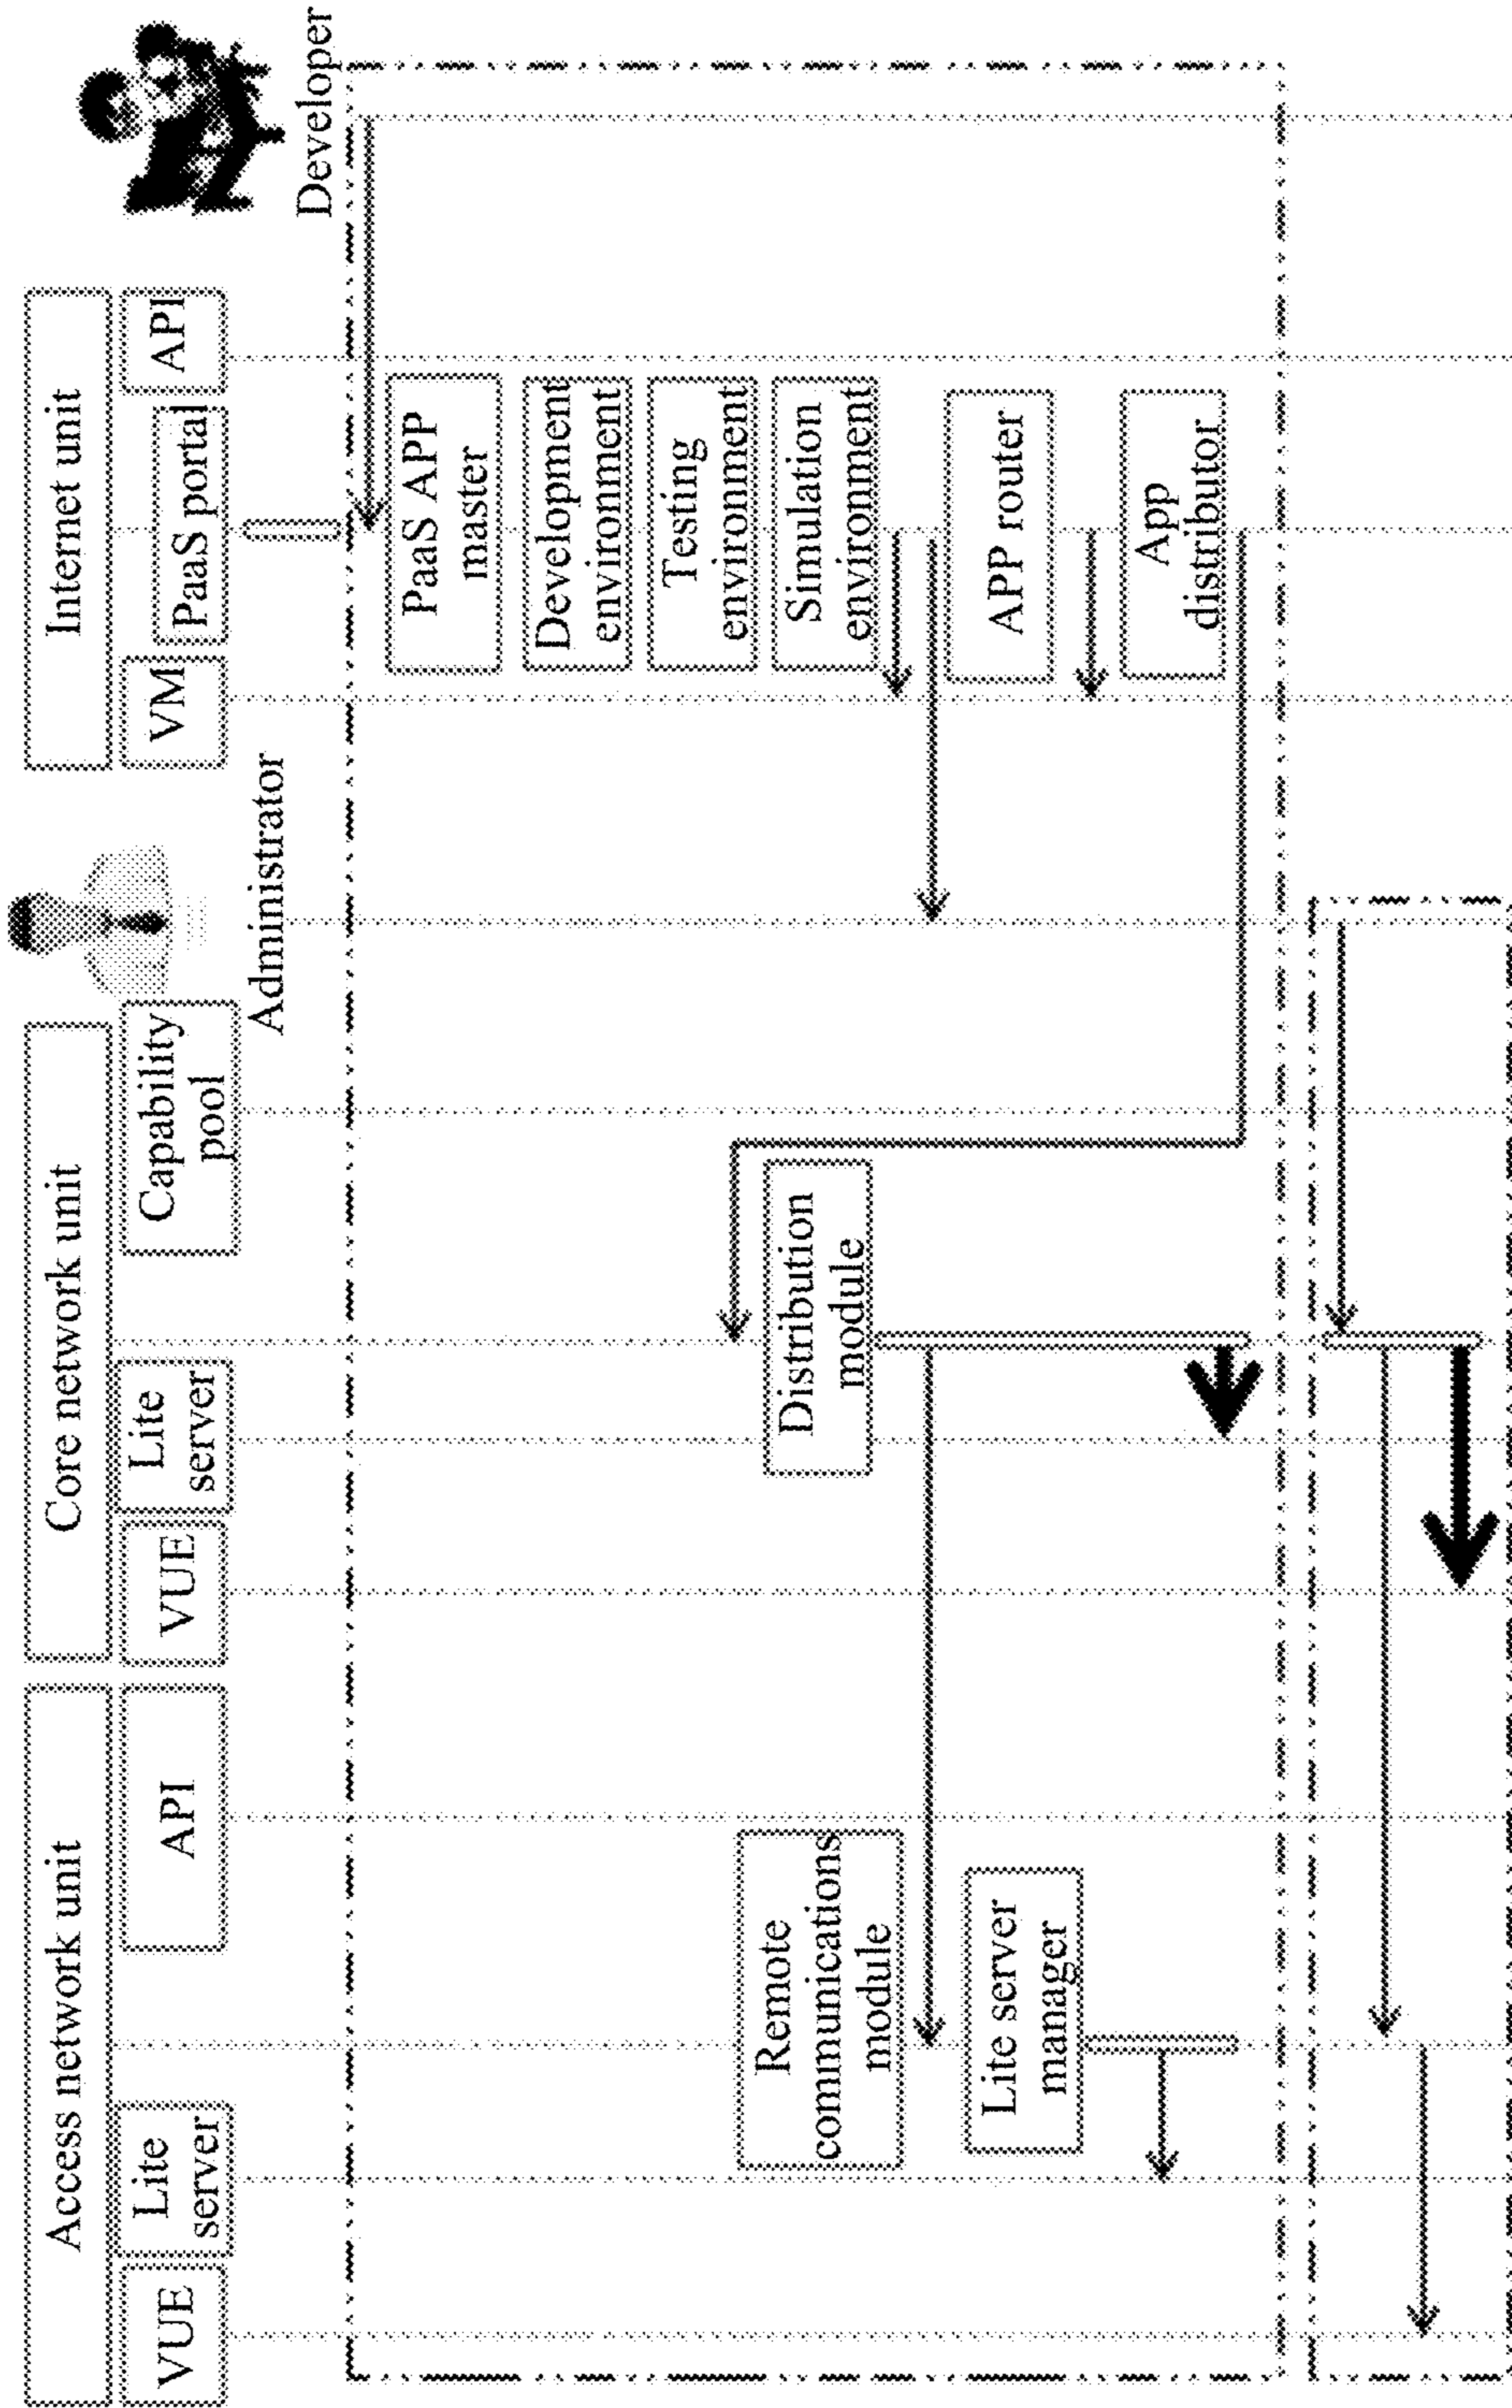 Access network unit
Core network unit
Internet unit
VUE
Lite
server
API
VUE
Lite
server
Capability
pool
VM
PaaS portal
API
Administrator
Developer
PaaS APP
master
Development
environment
Testing
environment
Simulation
environment
APP router
App
distributor
Distribution
module
Remote
communications
module
Lite server
manager